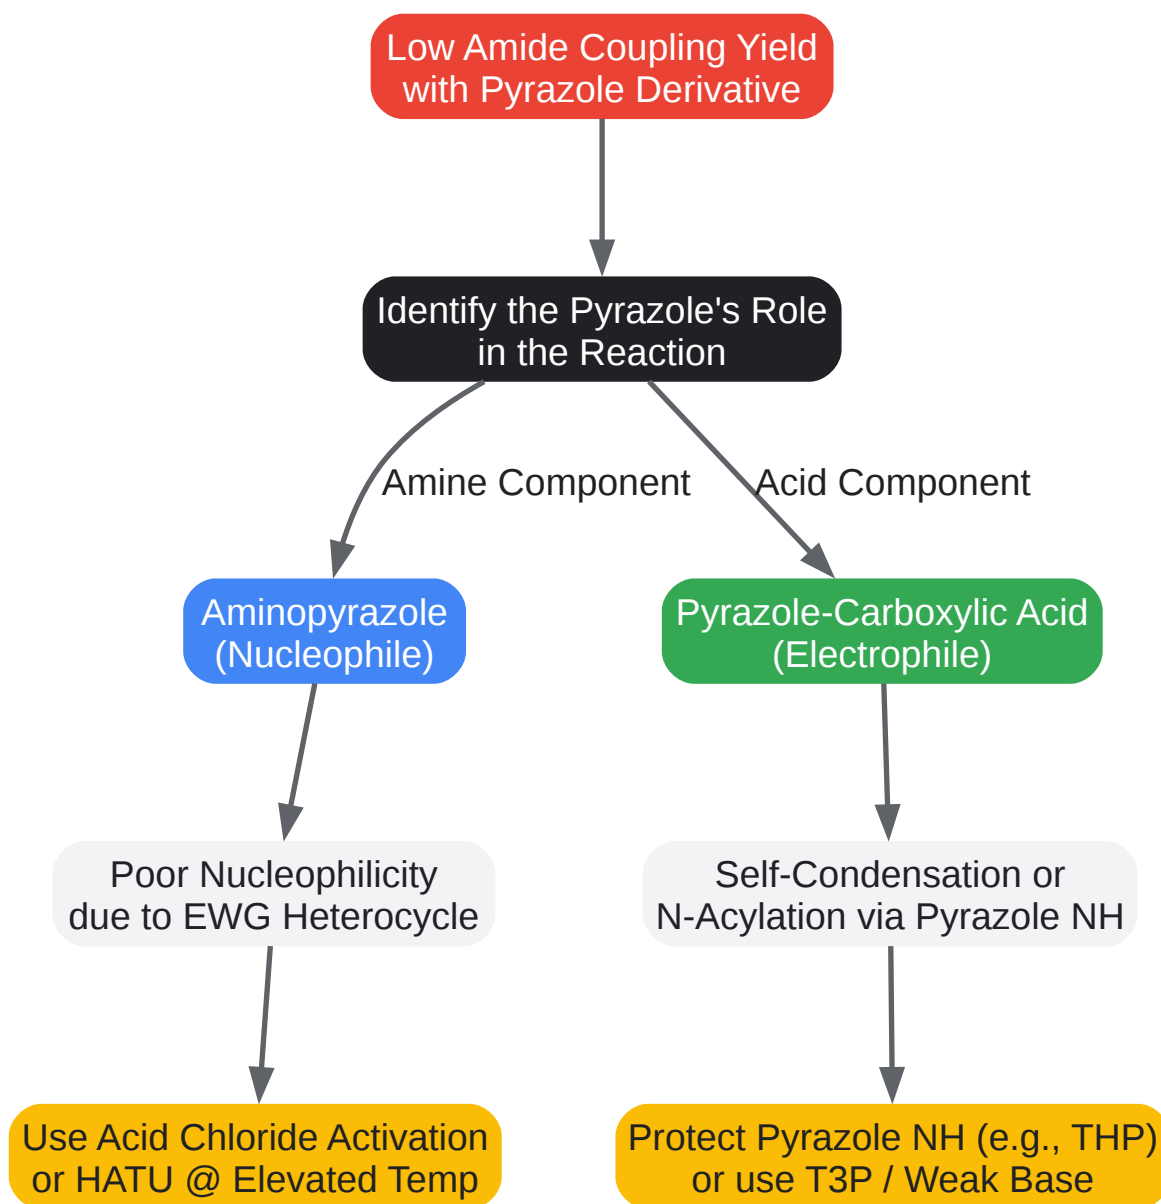 Low Amide Coupling Yield
with Pyrazole Derivative
Identify the Pyrazole's Role
in the Reaction
Amine Component
Acid Component
Aminopyrazole
(Nucleophile)
Pyrazole-Carboxylic Acid
(Electrophile)
Poor Nucleophilicity
due to EWG Heterocycle
Self-Condensation or
N-Acylation via Pyrazole NH
Use Acid Chloride Activation
or HATU @ Elevated Temp
Protect Pyrazole NH (e.g., THP)
or use T3P / Weak Base